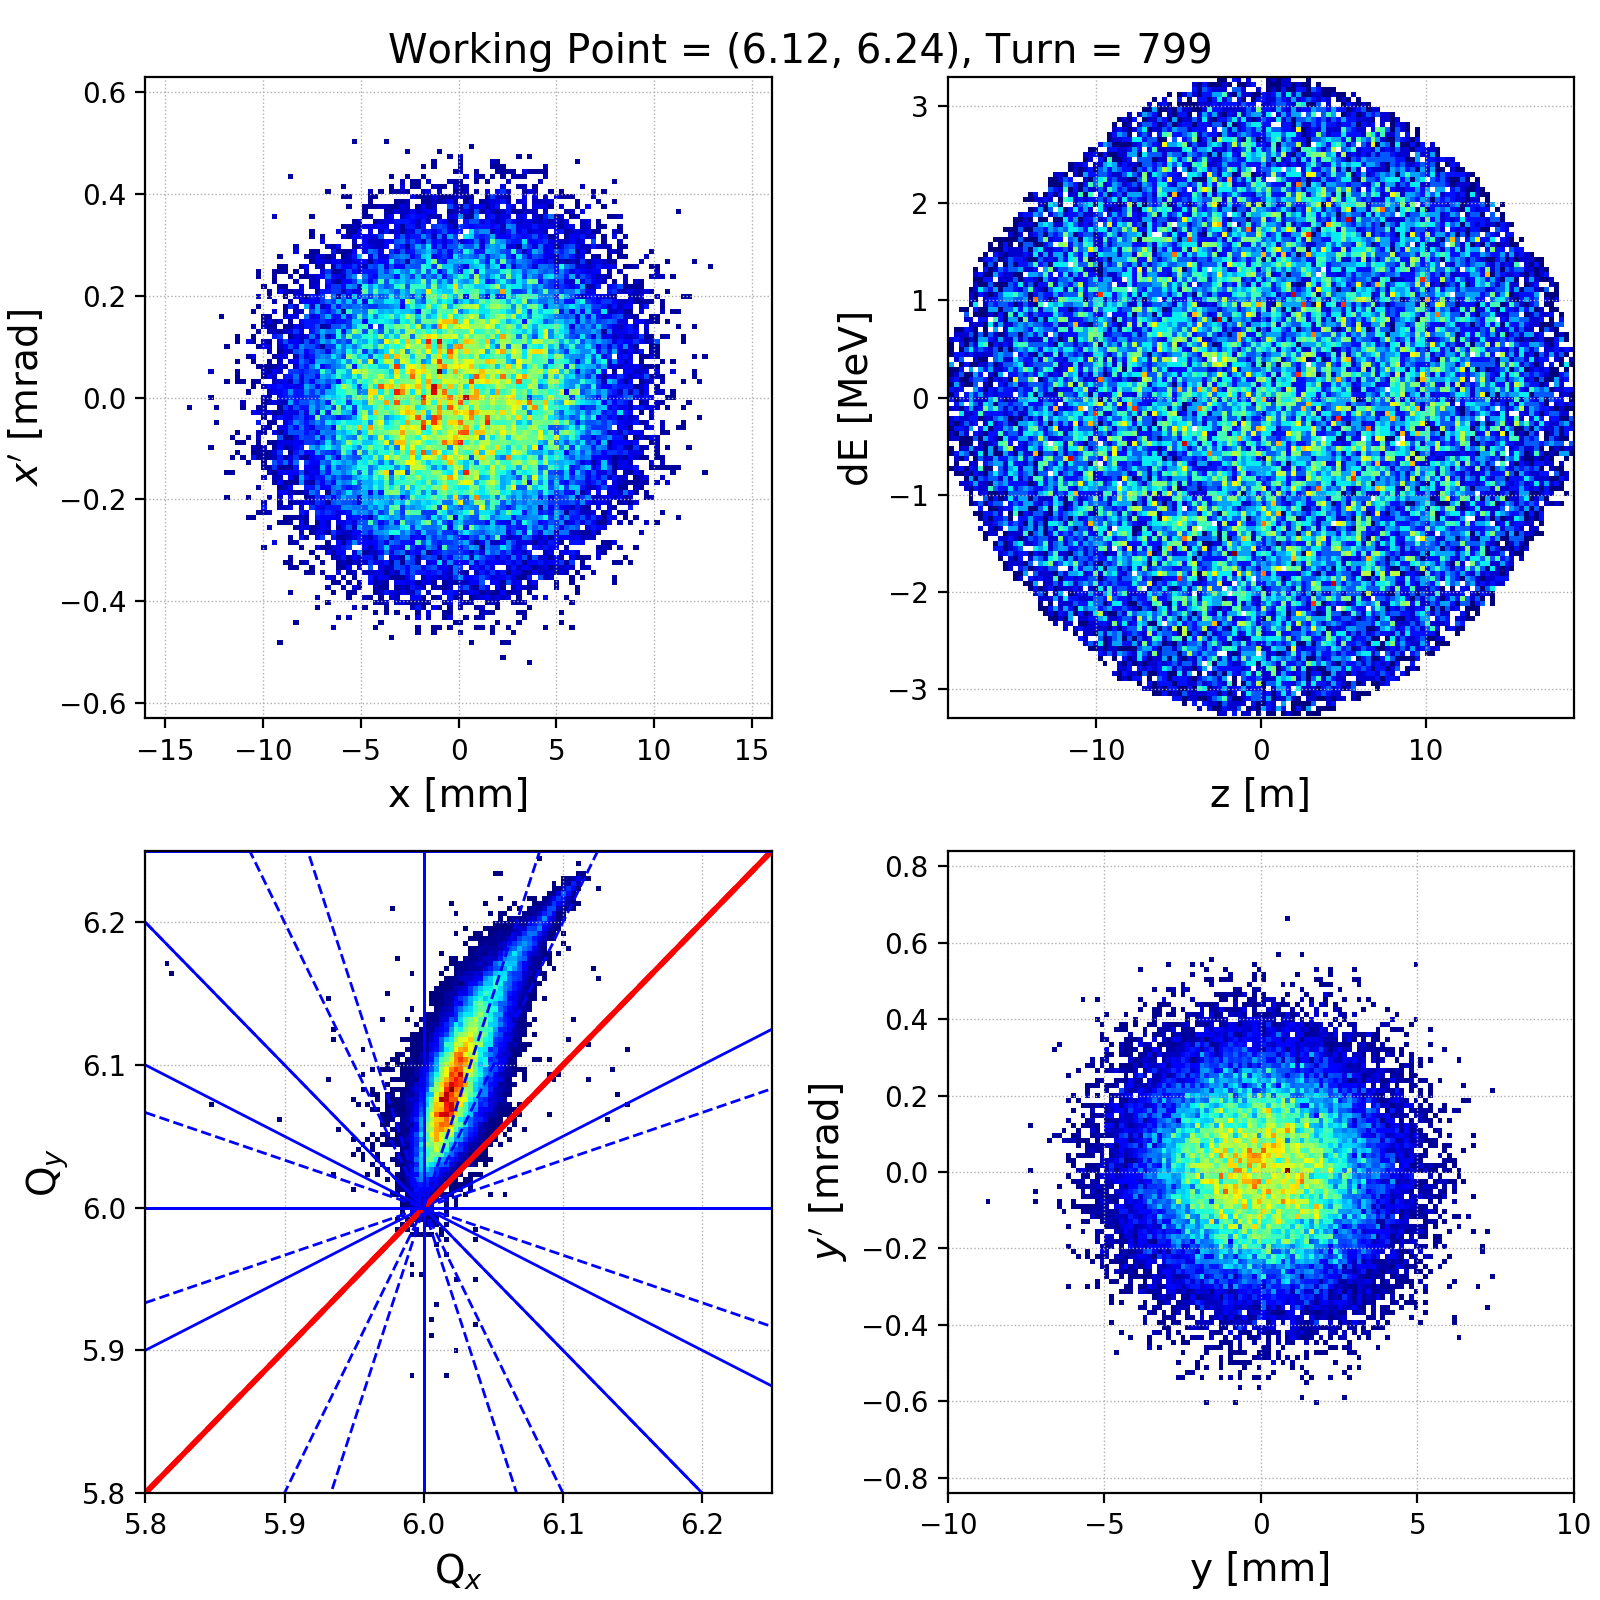 Working Point = (6.12, 6.24), Turn = 799
0.6
0.4
0.2
0.0
−0.2
−0.4
−0.6
x′ [mrad]
−15 −10 −5 0 5 10 15
x [mm]
3
2
1
0
−1
−2
−3
dE [MeV]
−10 0 10
z [m]
6.2
6.1
6.0
5.9
5.8
Qy
5.8 5.9 6.0 6.1 6.2
Qx
0.8
0.6
0.4
0.2
0.0
−0.2
−0.4
−0.6
−0.8
y′ [mrad]
−10 −5 0 5 10
y [mm]